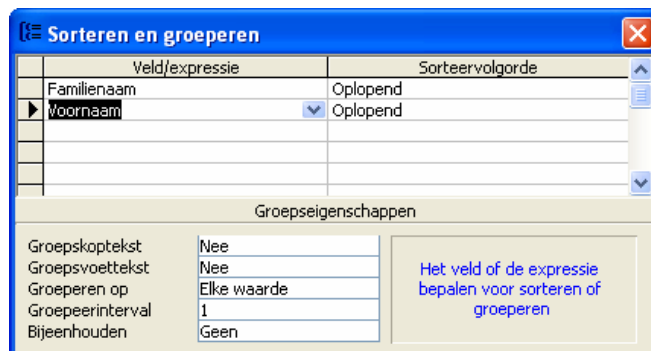 Sorteren en groeperen
Veld/expressie Sorteervolgorde
Familienaam Oplopend
Voornaam Oplopend
Groepseigenschappen
Groepskoptekst Nee
Groepsvoettekst Nee
Groeperen op Elke waarde
Groepeerinterval 1
Bijeenhouden Geen
Het veld of de expressie
bepalen voor sorteren of
groeperen